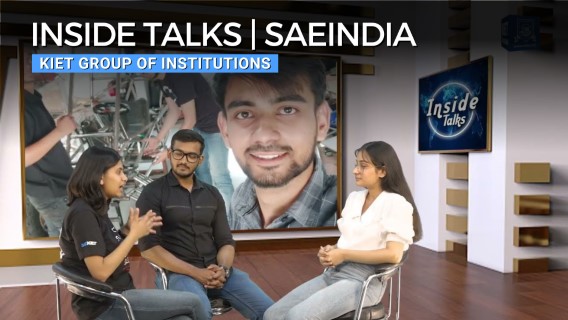 INSIDE TALKS | SAEINDIA
KIET GROUP OF INSTITUTIONS
Inside
Talks